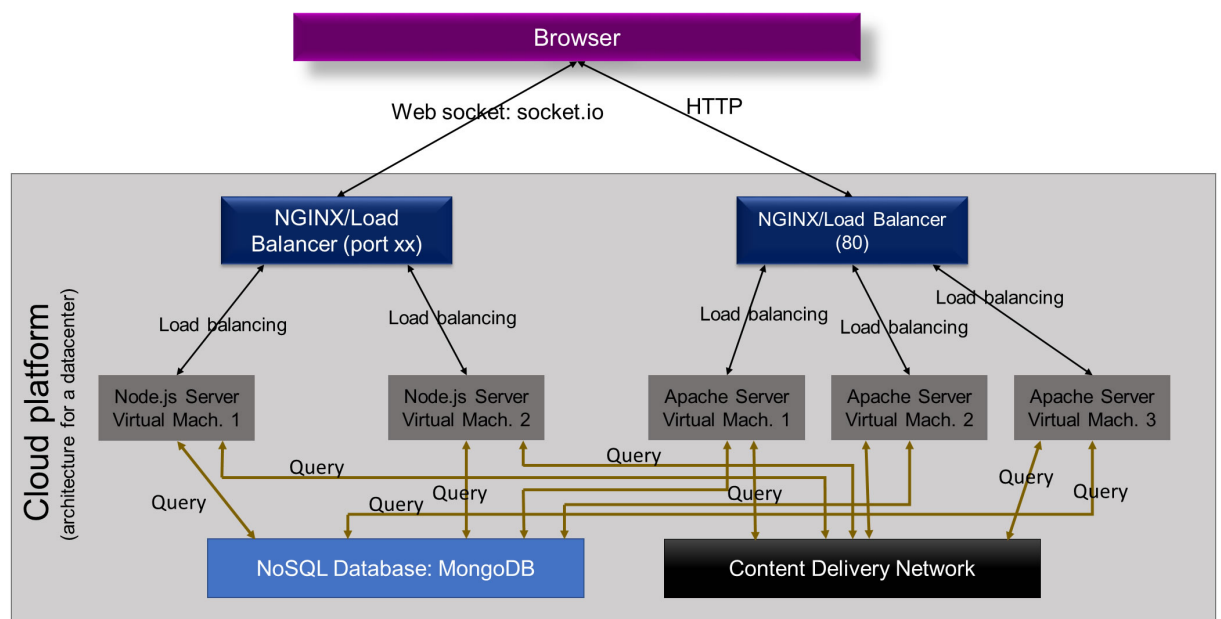 Browser
Web socket: socket.io
HTTP
NGINX/Load
Balancer (port xx)
NGINX/Load Balancer
(80)
Cloud platform
(architecture for a datacenter)
Load balancing
Load balancing
Load balancing
Load balancing
Load balancing
Node.js Server
Virtual Mach. 1
Node.js Server
Virtual Mach. 2
Apache Server
Virtual Mach. 1
Apache Server
Virtual Mach. 2
Apache Server
Virtual Mach. 3
Query
Query
Query
Query
Query
Query
Query
Query
NoSQL Database: MongoDB
Content Delivery Network